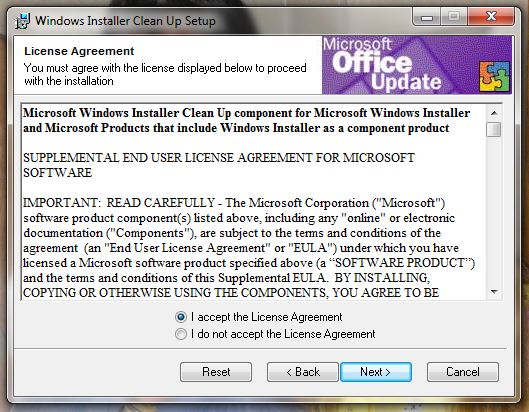 Windows Installer Clean Up Setup
License Agreement
You must agree with the license displayed below to proceed
with the installation
Microsoft
Office
Update
Microsoft Windows Installer Clean Up component for Microsoft Windows Installer
and Microsoft Products that include Windows Installer as a component product
SUPPLEMENTAL END USER LICENSE AGREEMENT FOR MICROSOFT
SOFTWARE
IMPORTANT:  READ CAREFULLY - The Microsoft Corporation ("Microsoft")
software product component(s) listed above, including any "online" or electronic
documentation ("Components"), are subject to the terms and conditions of the
agreement  (an "End User License Agreement" or "EULA") under which you have
licensed a Microsoft software product specified above (a “SOFTWARE PRODUCT”)
and the terms and conditions of this Supplemental EULA.  BY INSTALLING,
COPYING OR OTHERWISE USING THE COMPONENTS, YOU AGREE TO BE
I accept the License Agreement
I do not accept the License Agreement
Reset
< Back
Next >
Cancel